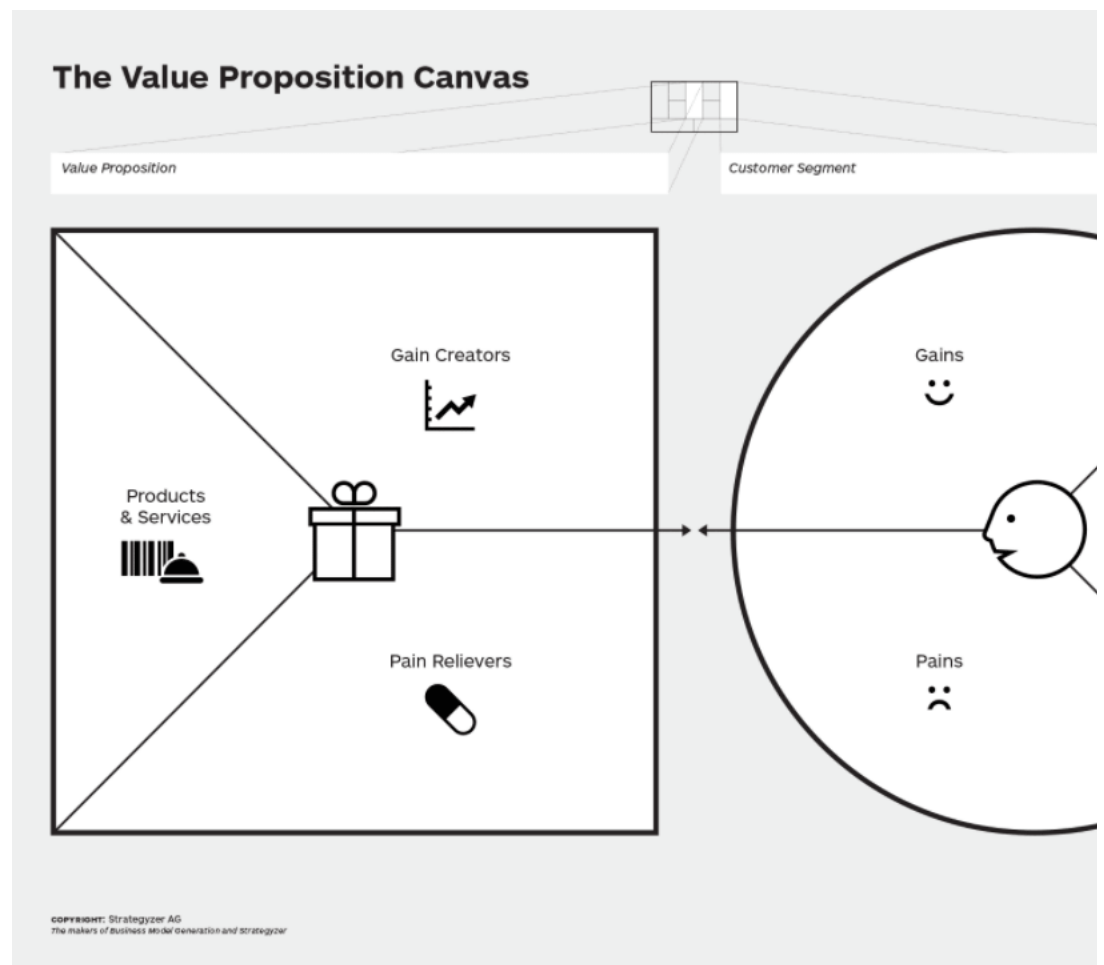 The Value Proposition Canvas
Value Proposition
Customer Segment
Gain Creators
Gains
Products
& Services
Pain Relievers
Pains
COPYRIGHT: Strategyzer AG
The makers of Business Model Generation and Strategyzer